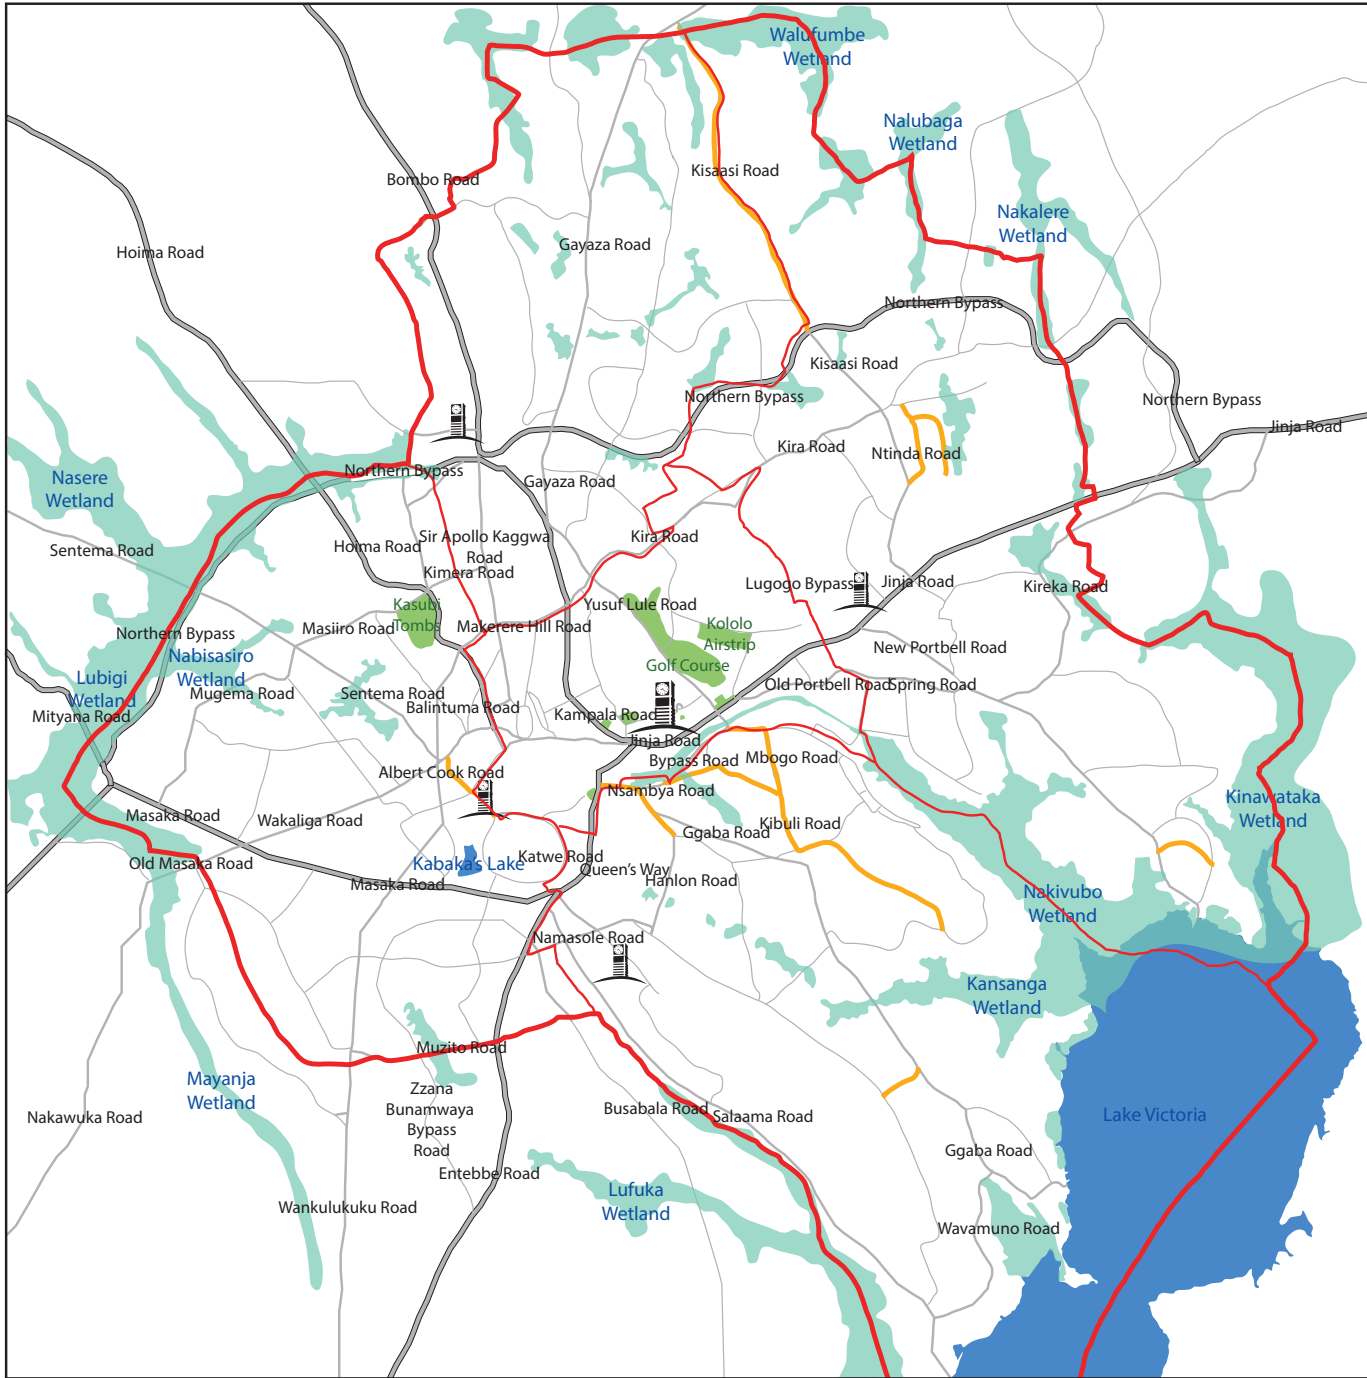 Walufumbe
Wetland
Nalubaga
Wetland
Kisaasi Road
Bombo Road
Nakalere
Wetland
Gayaza Road
Hoima Road
Northern Bypass
Kisaasi Road
Northern Bypass
Northern Bypass
Jinja Road
Kira Road
Ntinda Road
Northern Bypass
Nasere
Wetland
Gayaza Road
Sentema Road
Hoima Road
Sir Apollo Kaggwa
Road
Kira Road
Kimera Road
Lugogo Bypass
Jinja Road
Kireka Road
Kasubi
Tombs
Yusuf Lule Road
Masiiro Road
Makerere Hill Road
Kololo
Airstrip
Northern Bypass
New Portbell Road
Nabisasiro
Wetland
Golf Course
Lubigi
Wetland
Mugema Road
Sentema Road
Old Portbell Road
Spring Road
Balintuma Road
Mityana Road
Kampala Road
Jinja Road
Bypass Road
Mbogo Road
Albert Cook Road
Nsambya Road
Kinawataka
Wetland
Masaka Road
Wakaliga Road
Ggaba Road
Kibuli Road
Old Masaka Road
Kabaka's Lake
Katwe Road
Queen's Way
Masaka Road
Hanlon Road
Nakivubo
Wetland
Namasole Road
Kansanga
Wetland
Muzito Road
Mayanja
Wetland
Zzana
Bunamwaya
Bypass
Road
Nakawuka Road
Busabala Road
Salaama Road
Lake Victoria
Ggaba Road
Entebbe Road
Lufuka
Wetland
Wankulukuku Road
Wavamuno Road